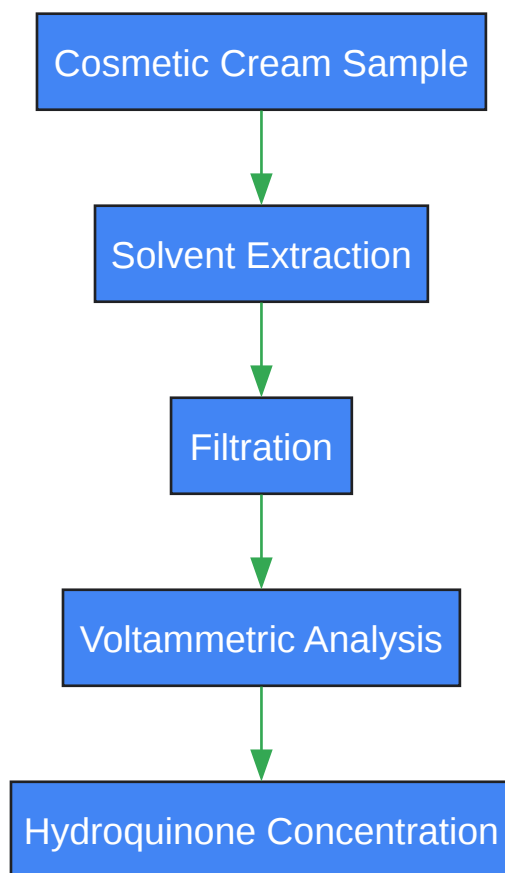 Cosmetic Cream Sample
Solvent Extraction
Filtration
Voltammetric Analysis
Hydroquinone Concentration